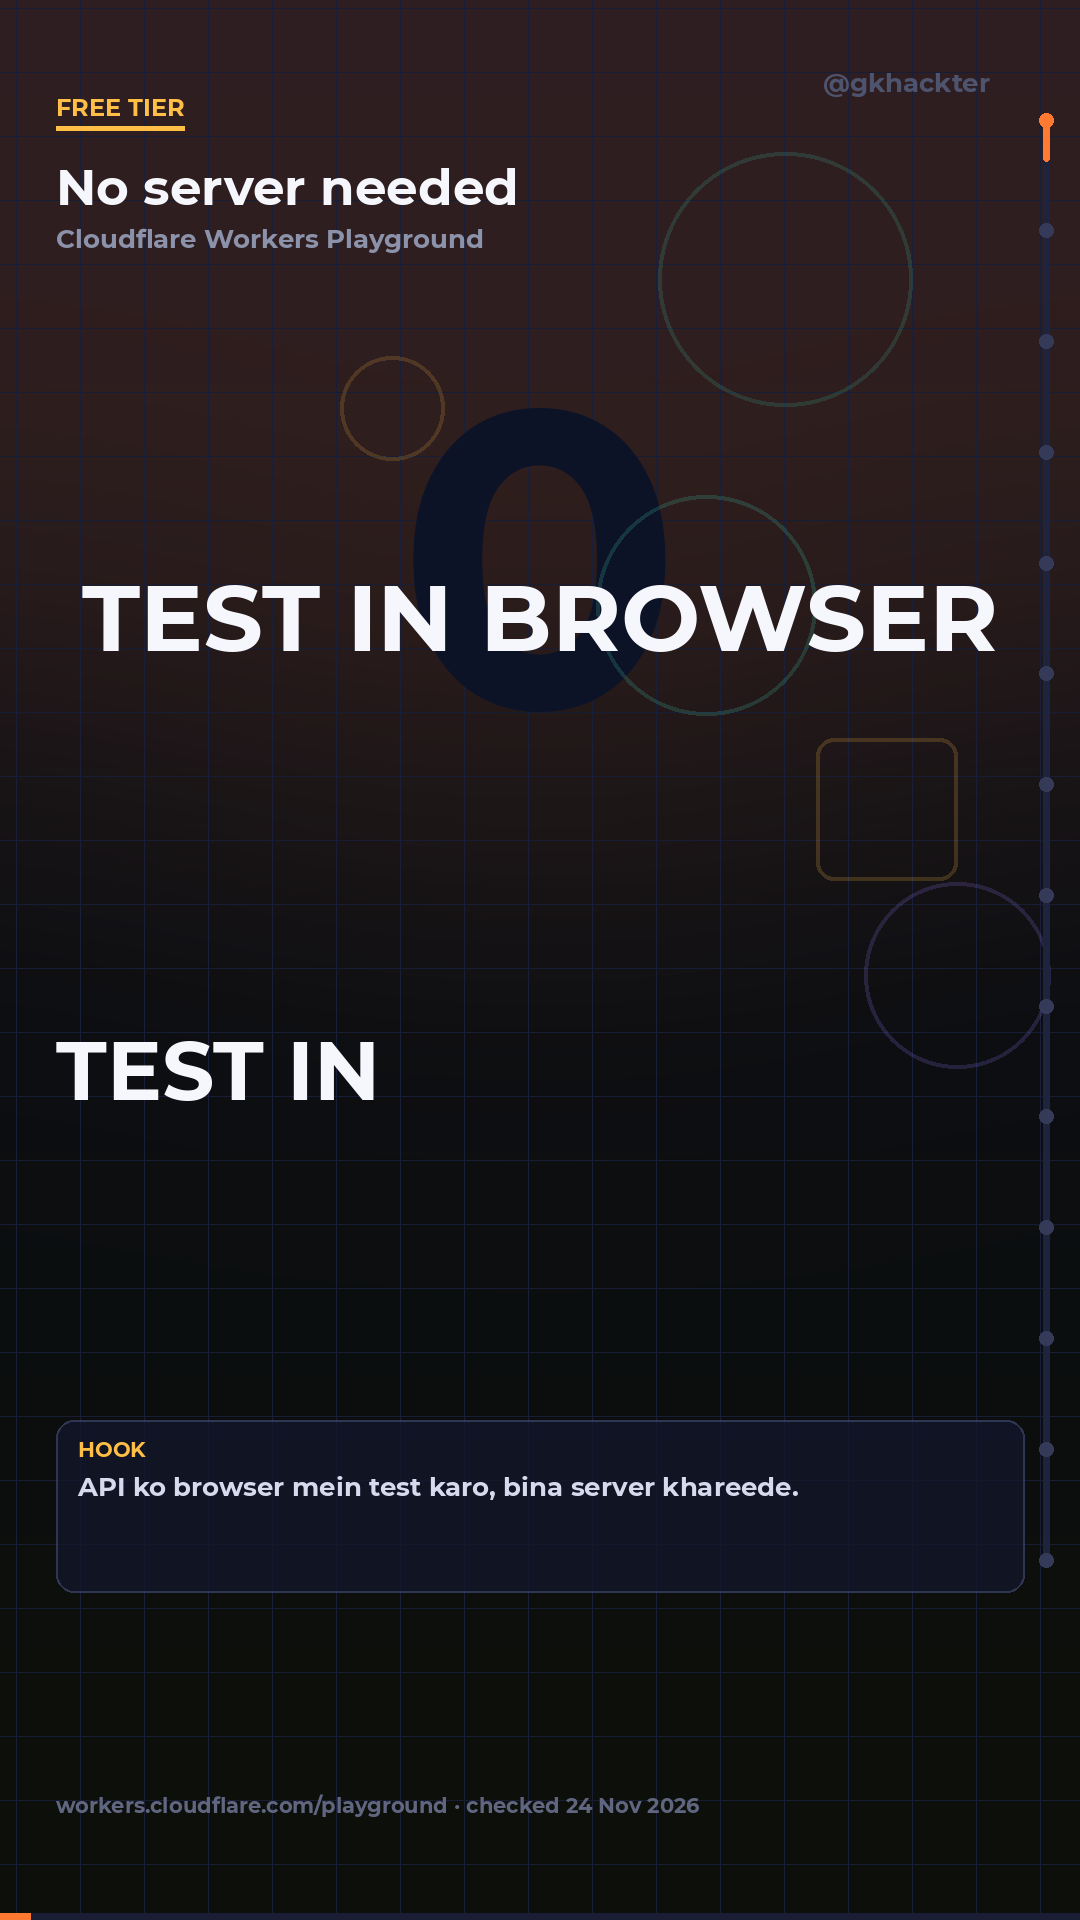 @gkhackter
FREE TIER
No server needed
Cloudflare Workers Playground
0
TEST IN BROWSER
TEST IN
HOOK
API ko browser mein test karo, bina server khareede.
workers.cloudflare.com/playground · checked 24 Nov 2026